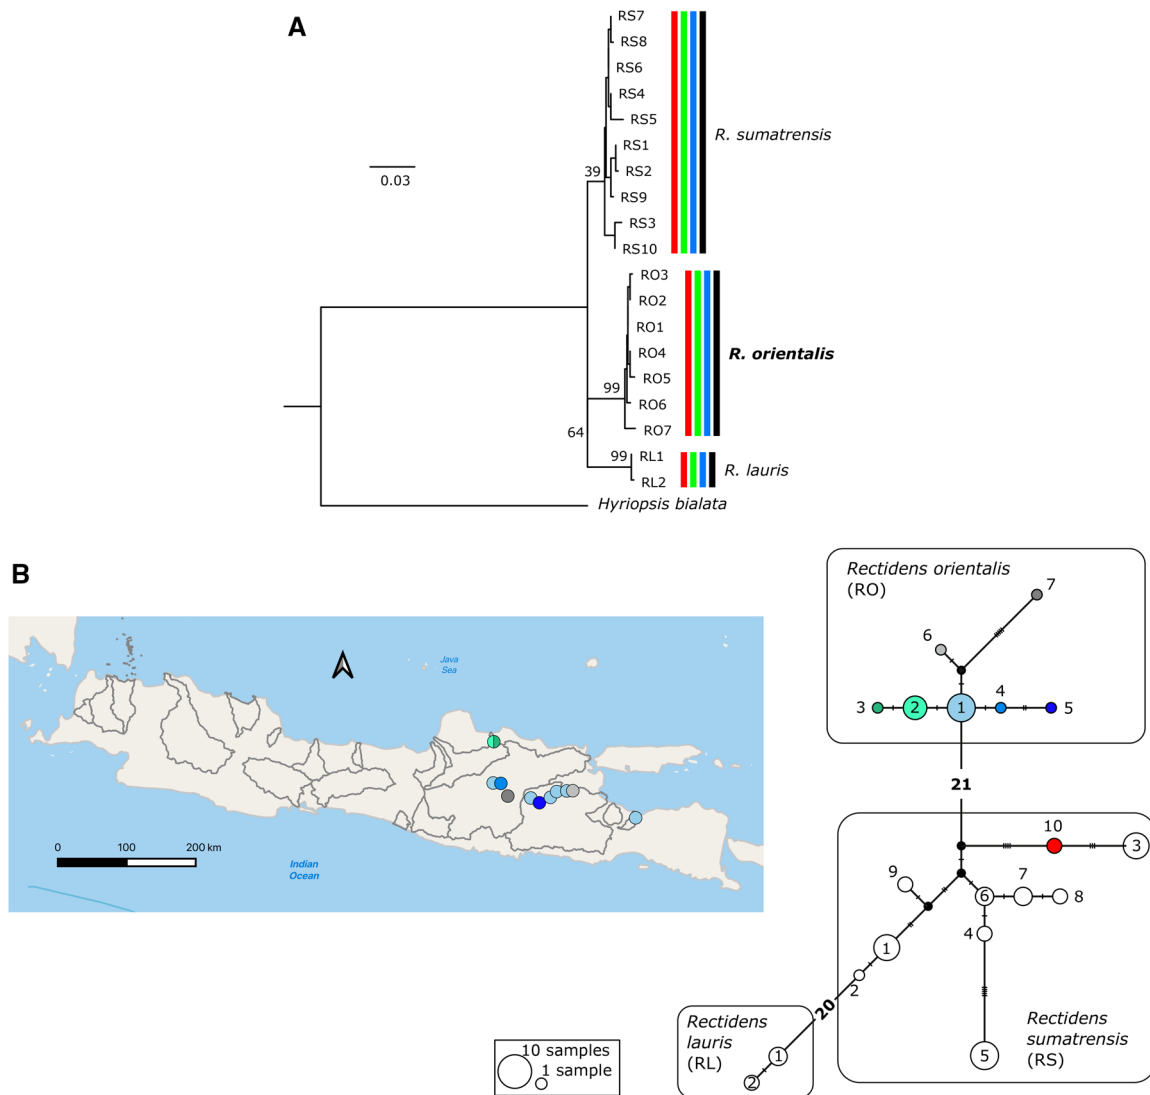 A
RS7
RS8
RS6
RS4
RS5
RS1
RS2
RS9
RS3
RS10
39
R. sumatrensis
0.03
RO3
RO2
RO1
RO4
RO5
RO6
RO7
99
R. orientalis
64
99
RL1
RL2
R. lauris
Hyriopsis bialata
B
Java
Sea
0 100 200 km
Indian
Ocean
Rectidens orientalis
(RO)
7
6
3 2 1 4 5
21
10
3
9
7
6 8
4
1
2
5
20
Rectidens
sumatrensis
(RS)
Rectidens
lauris
(RL)
1
2
10 samples
1 sample